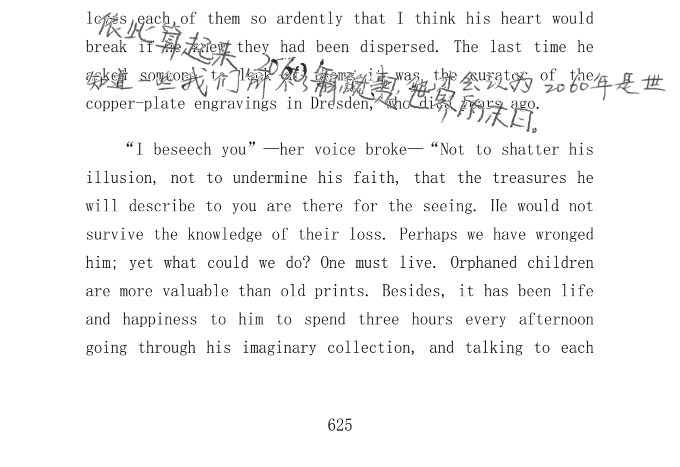 loves each of them so ardently that I think his heart would
依此算起来 2060年
break if he knew they had been dispersed. The last time he
知道一些我们所不 会认为 2060年是世
asked someone to look at them, it was the curator of the
copper-plate engravings in Dresden, who died years ago.
界的末日。
“I beseech you”—her voice broke—“Not to shatter his
illusion, not to undermine his faith, that the treasures he
will describe to you are there for the seeing. He would not
survive the knowledge of their loss. Perhaps we have wronged
him; yet what could we do? One must live. Orphaned children
are more valuable than old prints. Besides, it has been life
and happiness to him to spend three hours every afternoon
going through his imaginary collection, and talking to each
625